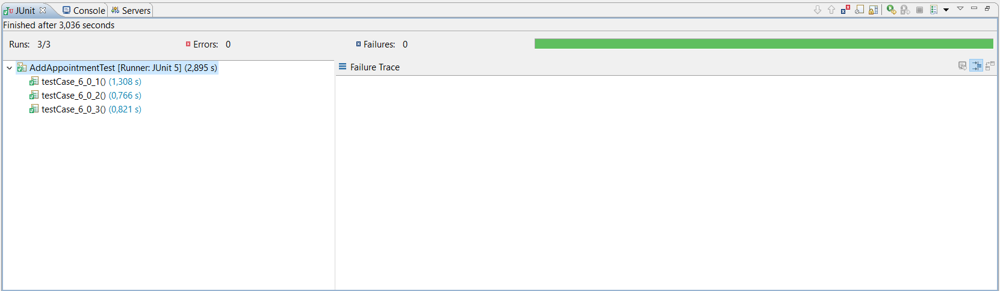 JUnit Console Servers
Finished after 3,036 seconds
Runs: 3/3 Errors: 0 Failures: 0
AddAppointmentTest [Runner: JUnit 5] (2,895 s)
testCase_6_0_1() (1,308 s)
testCase_6_0_2() (0,766 s)
testCase_6_0_3() (0,821 s)
Failure Trace